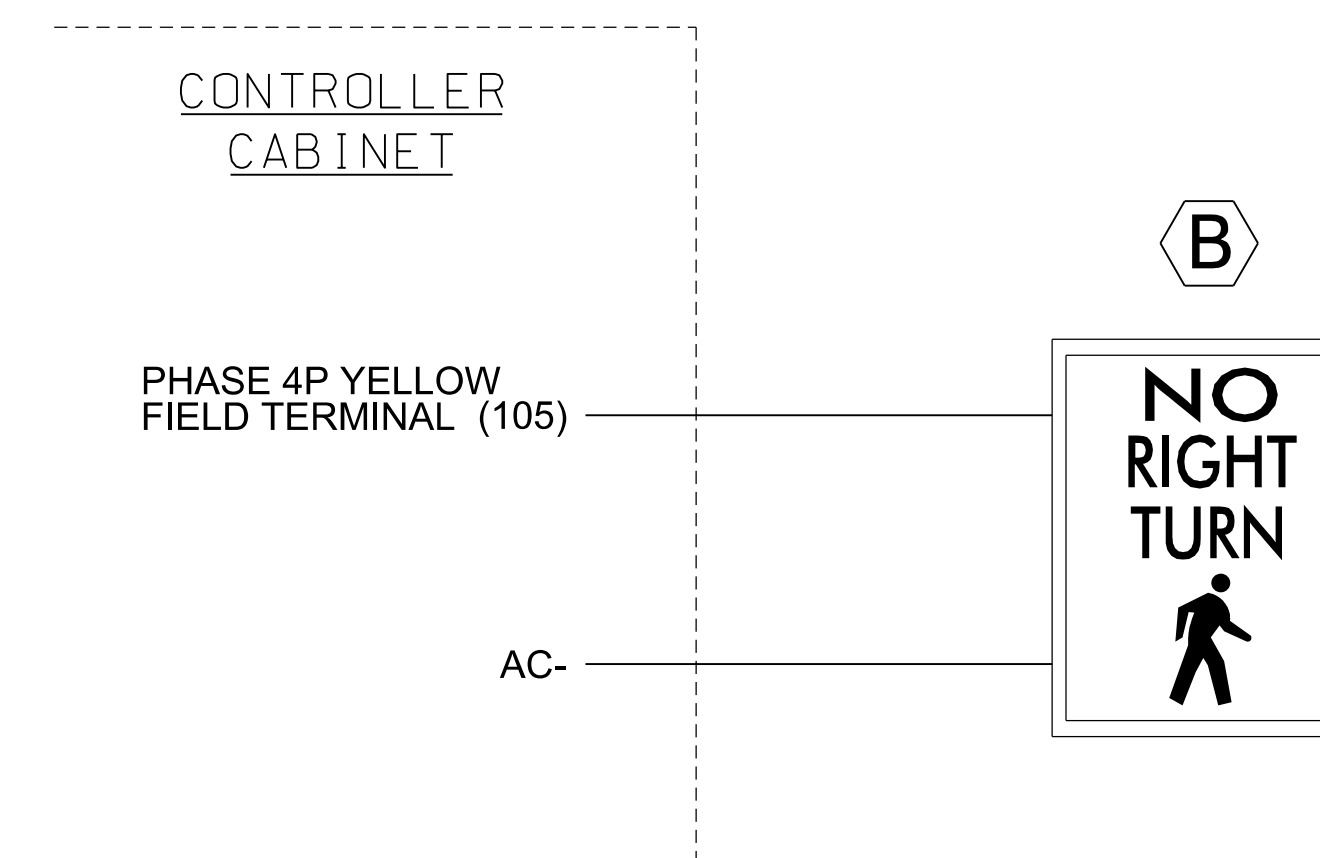 CONTROLLER
CABINET
B
PHASE 4P YELLOW
FIELD TERMINAL (105)
NO
RIGHT
TURN
AC-